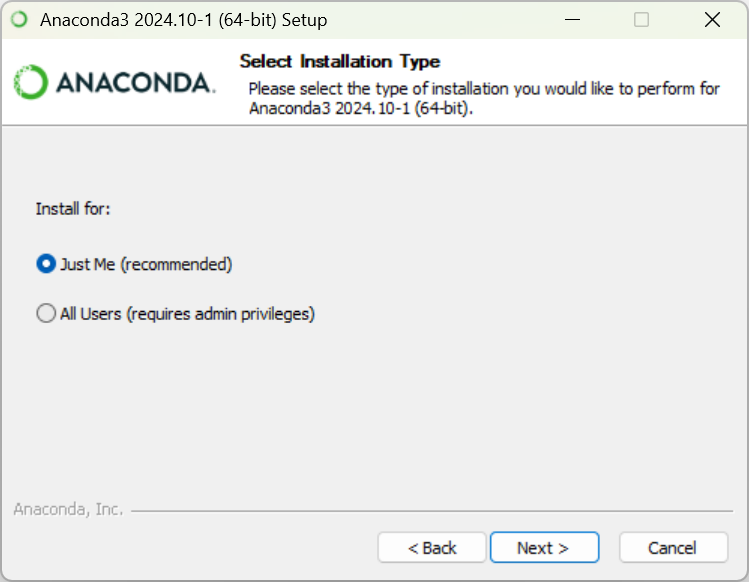 Anaconda3 2024.10-1 (64-bit) Setup
ANACONDA.
Select Installation Type
Please select the type of installation you would like to perform for
Anaconda3 2024.10-1 (64-bit).
Install for:
Just Me (recommended)
All Users (requires admin privileges)
Anaconda, Inc.
< Back
Next >
Cancel